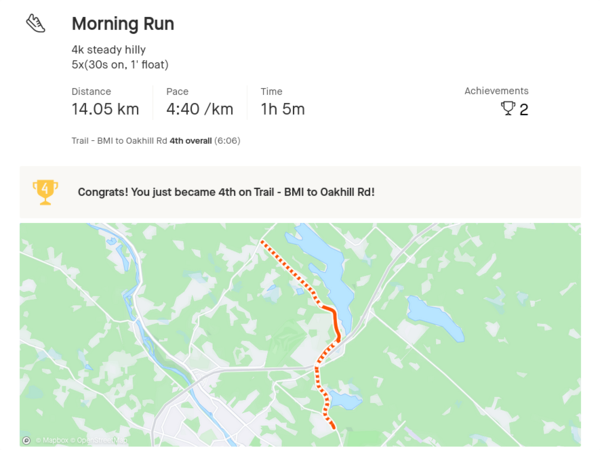 Morning Run
4k steady hilly
5x(30s on, 1' float)
Distance
Pace
Time
Achievements
14.05 km
4:40 /km
1h 5m
2
Trail - BMI to Oakhill Rd 4th overall (6:06)
4
Congrats! You just became 4th on Trail - BMI to Oakhill Rd!
© Mapbox ©